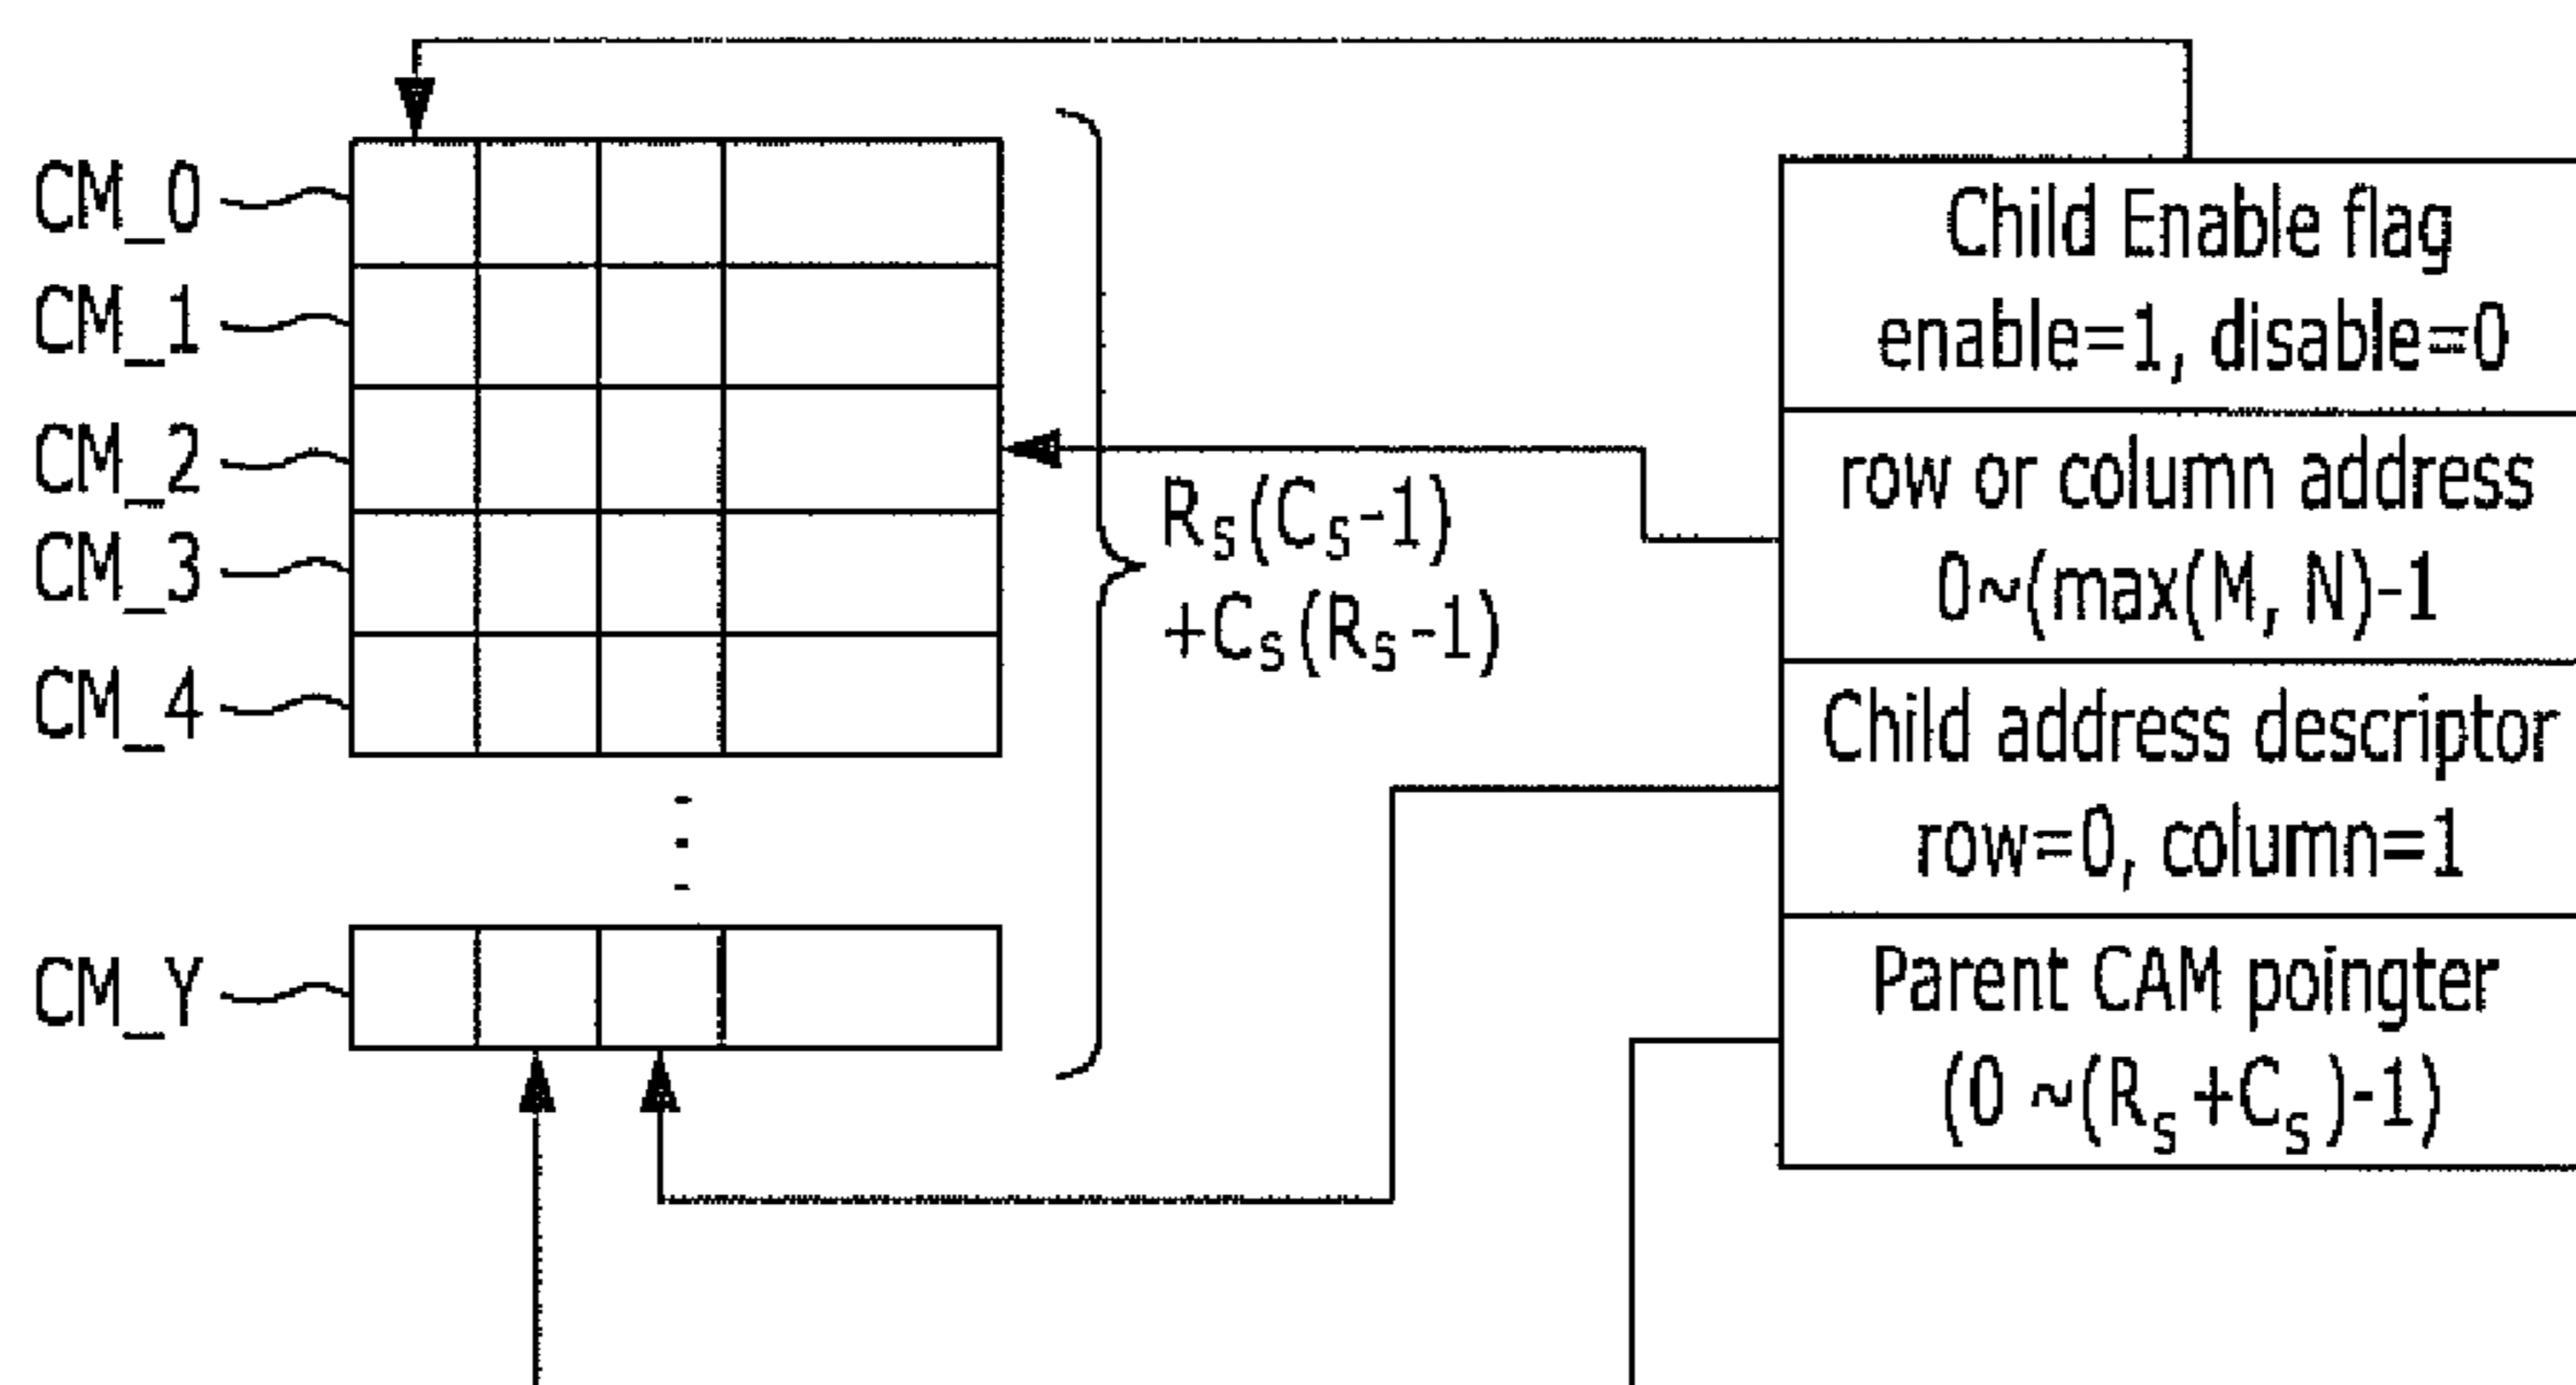 CM_0
CM_1
CM_2
CM_3
CM_4
CM_Y
Rs(Cs-1)
+Cs(Rs-1)
Child Enable flag
enable=1, disable=0
row or column address
0~(max(M, N)-1
Child address descriptor
row=0, column=1
Parent CAM poingter
(0 ~(Rs+Cs)-1)